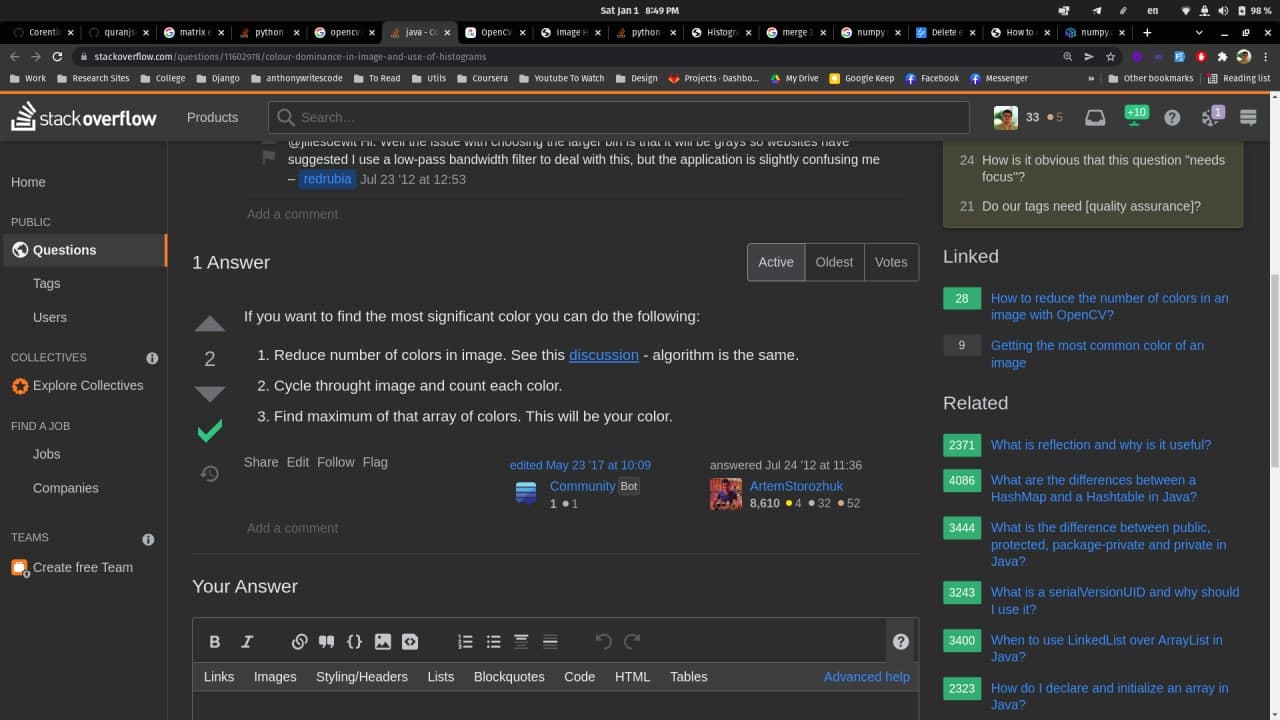 Sat Jan 1 8:49 PM
en
98 %
Corenti
quranjs
matrix
python
opencv
java - C
OpenCV
Image H
python
Histogra
merge
numpy
Delete e
How to
numpy.
stackoverflow.com/questions/11602978/colour-dominance-in-image-and-use-of-histograms
Work
Research Sites
College
Django
anthonywritescode
To Read
Utils
Coursera
Youtube To Watch
Design
Projects · Dashbo...
My Drive
Google Keep
Facebook
Messenger
»
Other bookmarks
Reading list
stackoverflow
Products
Search...
33 5
+10
1
Home
PUBLIC
Questions
Tags
Users
COLLECTIVES
Explore Collectives
FIND A JOB
Jobs
Companies
TEAMS
Create free Team
@jillesdewit Hi. Well the issue with choosing the larger bin is that it will be grays so websites have
suggested I use a low-pass bandwidth filter to deal with this, but the application is slightly confusing me
– redrubia Jul 23 '12 at 12:53
Add a comment
1 Answer
Active
Oldest
Votes
2
If you want to find the most significant color you can do the following:
1. Reduce number of colors in image. See this discussion - algorithm is the same.
2. Cycle throught image and count each color.
3. Find maximum of that array of colors. This will be your color.
Share Edit Follow Flag
edited May 23 '17 at 10:09
Community Bot
1 1
answered Jul 24 '12 at 11:36
ArtemStorozhuk
8,610 4 32 52
Add a comment
Your Answer
B I
Links
Images
Styling/Headers
Lists
Blockquotes
Code
HTML
Tables
Advanced help
24 How is it obvious that this question "needs
focus"?
21 Do our tags need [quality assurance]?
Linked
28 How to reduce the number of colors in an
image with OpenCV?
9 Getting the most common color of an
image
Related
2371 What is reflection and why is it useful?
4086 What are the differences between a
HashMap and a Hashtable in Java?
3444 What is the difference between public,
protected, package-private and private in
Java?
3243 What is a serialVersionUID and why should
I use it?
3400 When to use LinkedList over ArrayList in
Java?
2323 How do I declare and initialize an array in
Java?